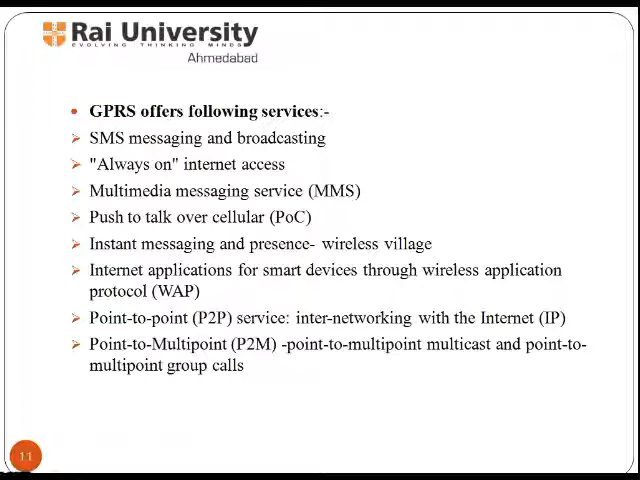 Rai University
EVOLVING THINKING MINDS
Ahmedabad
• GPRS offers following services:-
➢ SMS messaging and broadcasting
➢ "Always on" internet access
➢ Multimedia messaging service (MMS)
➢ Push to talk over cellular (PoC)
➢ Instant messaging and presence- wireless village
➢ Internet applications for smart devices through wireless application
protocol (WAP)
➢ Point-to-point (P2P) service: inter-networking with the Internet (IP)
➢ Point-to-Multipoint (P2M) -point-to-multipoint multicast and point-to-
multipoint group calls
11